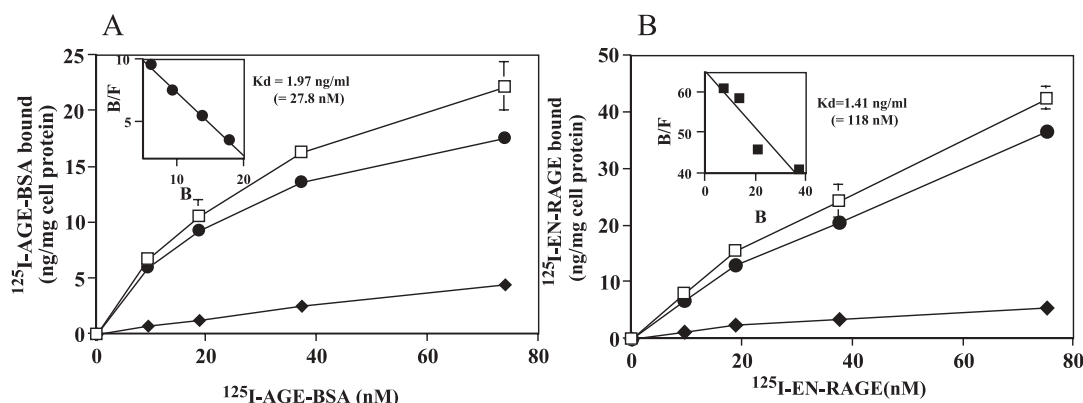 A
25
20
15
10
5
0
¹²⁵I-AGE-BSA bound
(ng/mg cell protein)
10
5
B/F
10
20
B
Kd = 1.97 ng/ml
(= 27.8 nM)
0
20
40
60
80
¹²⁵I-AGE-BSA (nM)
B
50
40
30
20
10
0
¹²⁵I-EN-RAGE bound
(ng/mg cell protein)
60
50
40
B/F
0
20
40
B
Kd=1.41 ng/ml
(= 118 nM)
0
20
40
60
80
¹²⁵I-EN-RAGE(nM)